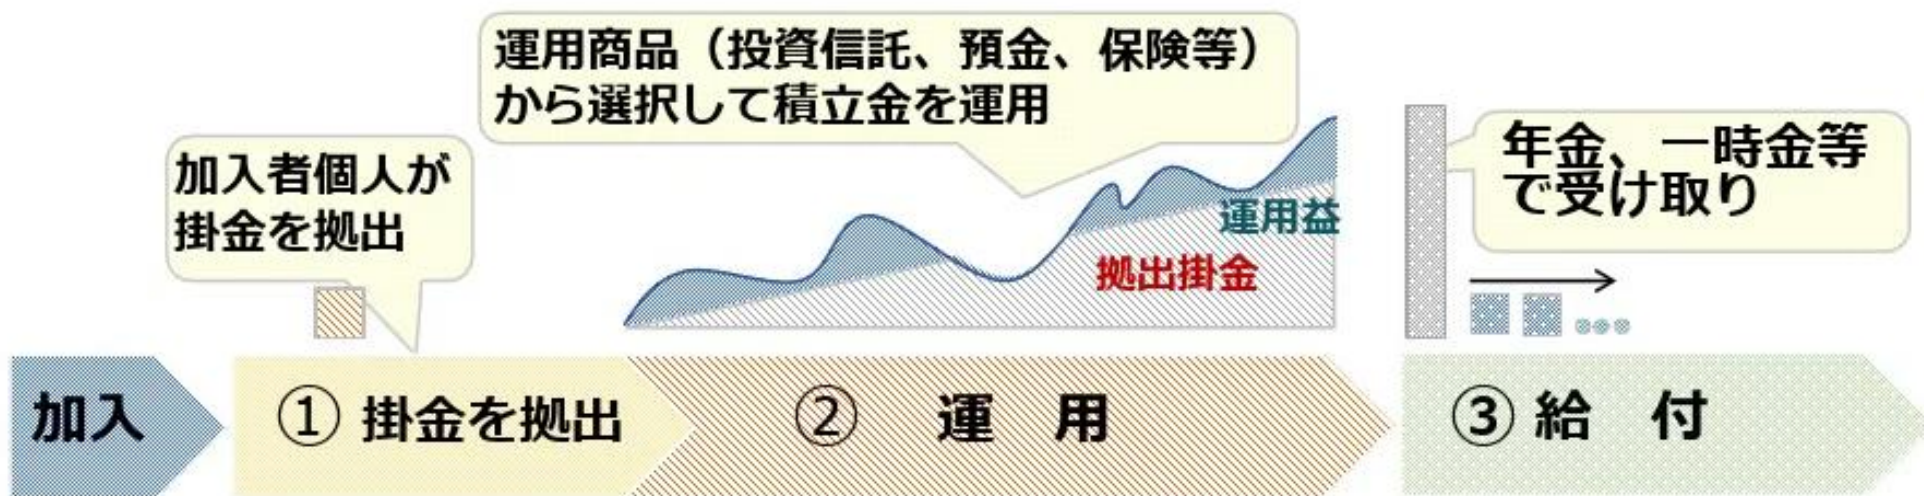 運用商品（投資信託、預金、保険等）
から選択して積立金を運用
加入者個人が
掛金を拠出
年金、一時金等
で受け取り
運用益
拠出掛金
加入
① 掛金を拠出
② 運 用
③ 給 付